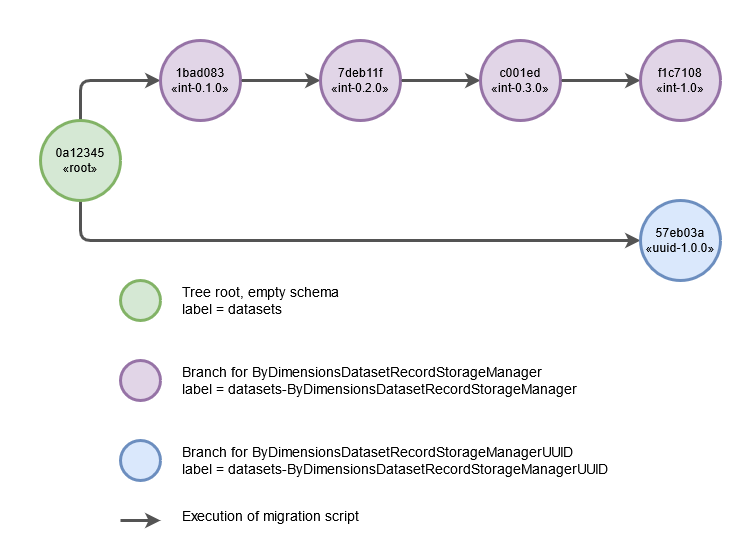 1bad083
«int-0.1.0»
7deb11f
«int-0.2.0»
c001ed
«int-0.3.0»
f1c7108
«int-1.0»
0a12345
«root»
57eb03a
«uuid-1.0.0»
Tree root, empty schema
label = datasets
Branch for ByDimensionsDatasetRecordStorageManager
label = datasets-ByDimensionsDatasetRecordStorageManager
Branch for ByDimensionsDatasetRecordStorageManagerUUID
label = datasets-ByDimensionsDatasetRecordStorageManagerUUID
Execution of migration script